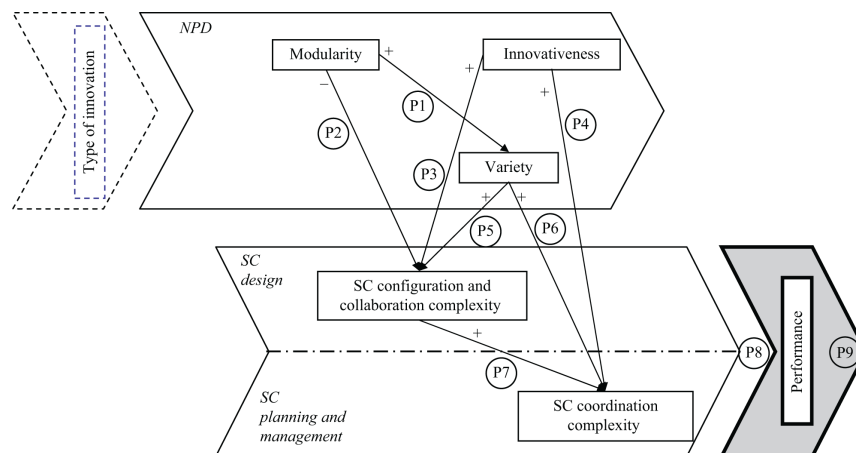 NPD
Type of innovation
Modularity
Innovativeness
+
+
−
+
P1
P2
P4
P3
Variety
+
+
P5
P6
SC
design
SC configuration and
collaboration complexity
+
P7
P8
P9
Performance
SC
planning and
management
SC coordination
complexity